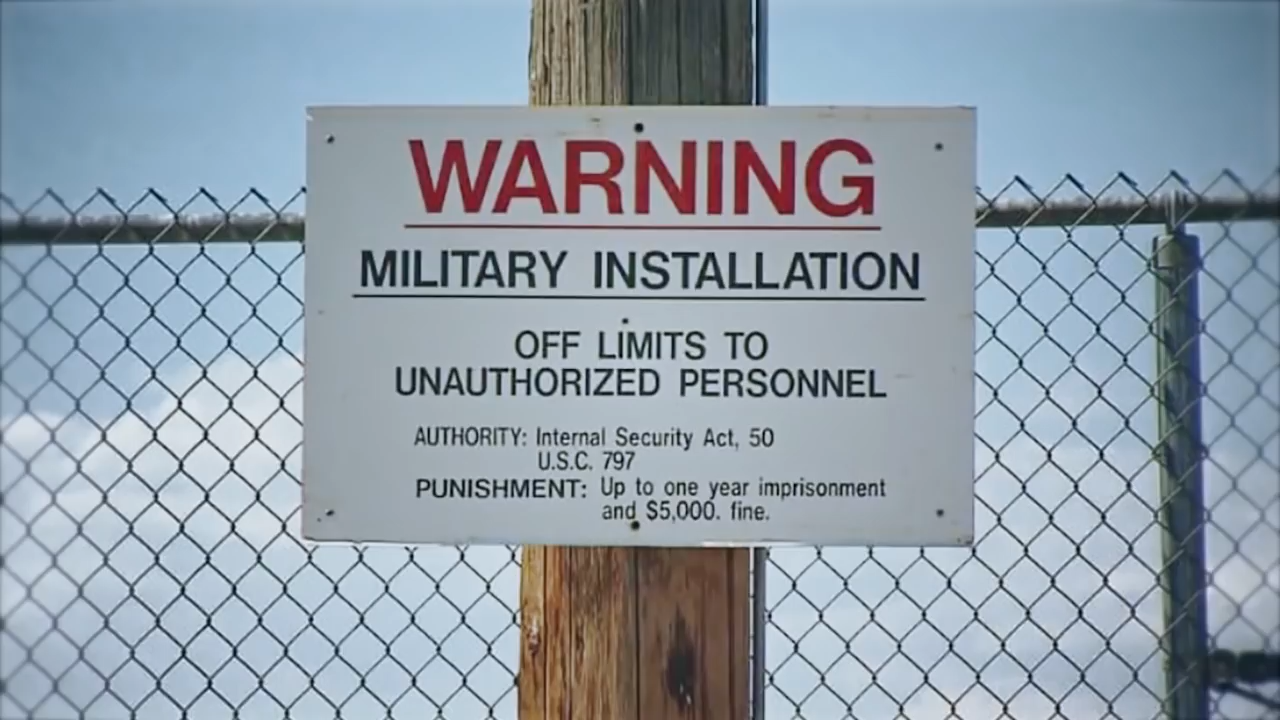 WARNING
MILITARY INSTALLATION
OFF LIMITS TO
UNAUTHORIZED PERSONNEL
AUTHORITY: Internal Security Act, 50
U.S.C. 797
PUNISHMENT: Up to one year imprisonment
and $5,000. fine.